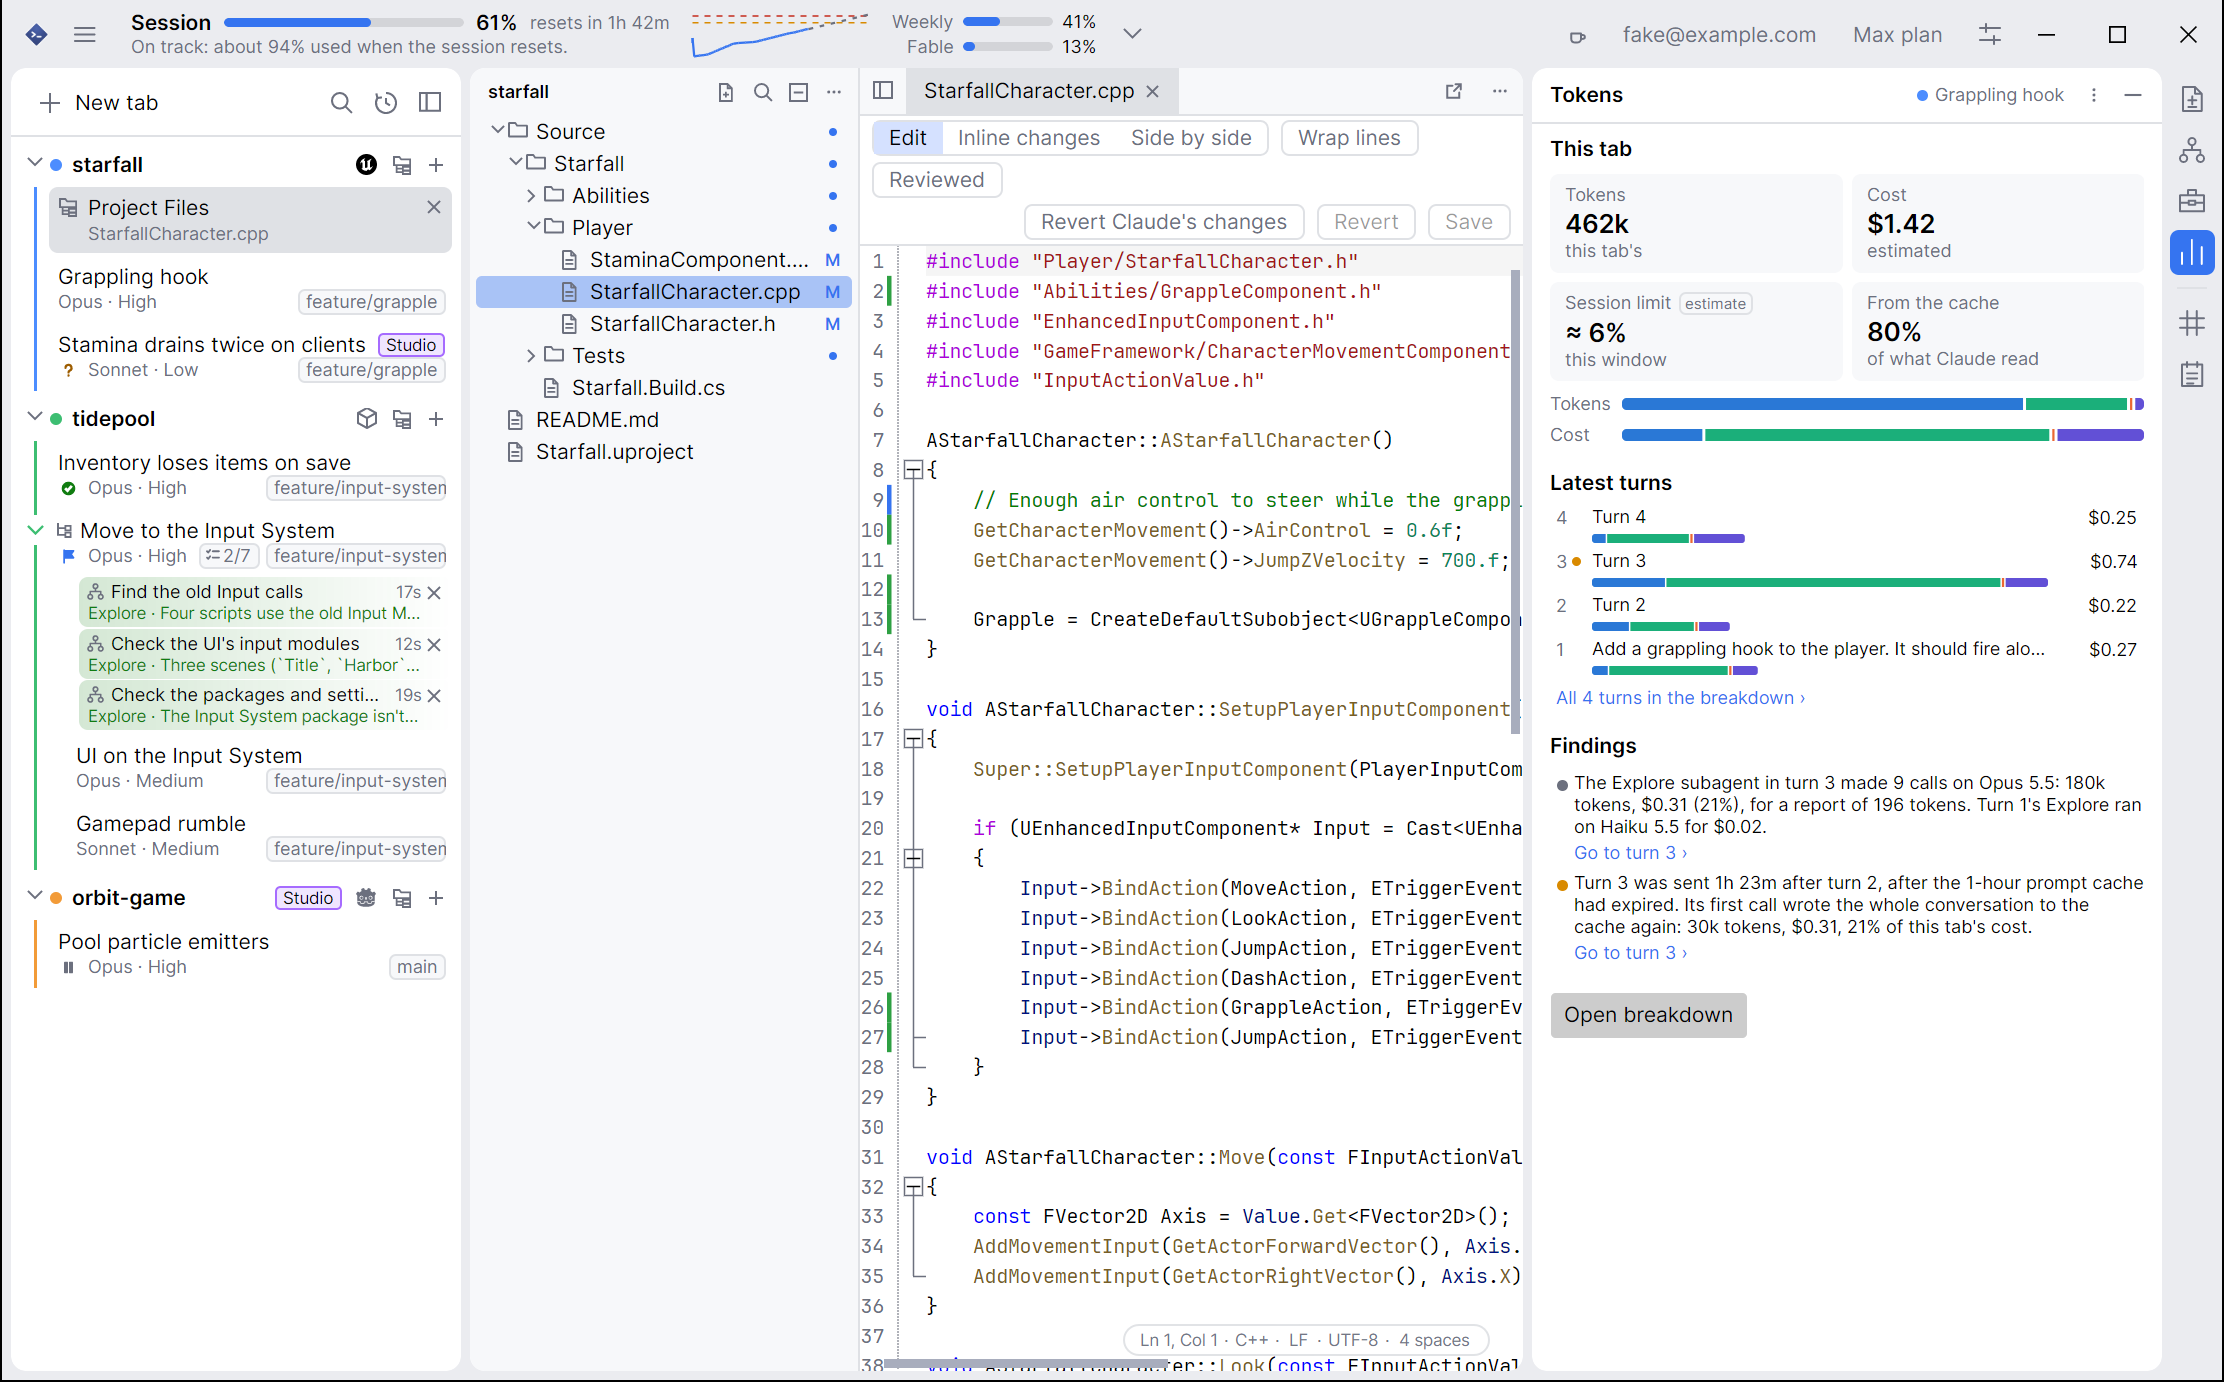 Session 61% resets in 1h 42m
On track: about 94% used when the session resets.
Weekly 41%
Fable 13%
fake@example.com Max plan
New tab
starfall
Project Files
StarfallCharacter.cpp
Grappling hook
Opus · High feature/grapple
Stamina drains twice on clients Studio
? Sonnet · Low feature/grapple
tidepool
Inventory loses items on save
Opus · High feature/input-system
Move to the Input System
Opus · High 2/7 feature/input-system
Find the old Input calls 17s
Explore · Four scripts use the old Input M...
Check the UI's input modules 12s
Explore · Three scenes (`Title`, `Harbor`...
Check the packages and setti... 19s
Explore · The Input System package isn't...
UI on the Input System
Opus · Medium feature/input-system
Gamepad rumble
Sonnet · Medium feature/input-system
orbit-game Studio
Pool particle emitters
Opus · High main
starfall
Source
Starfall
Abilities
Player
StaminaComponent.... M
StarfallCharacter.cpp M
StarfallCharacter.h M
Tests
Starfall.Build.cs
README.md
Starfall.uproject
StarfallCharacter.cpp
Edit Inline changes Side by side Wrap lines
Reviewed
Revert Claude's changes Revert Save
1 #include "Player/StarfallCharacter.h"
2 #include "Abilities/GrappleComponent.h"
3 #include "EnhancedInputComponent.h"
4 #include "GameFramework/CharacterMovementComponent
5 #include "InputActionValue.h"
6
7 AStarfallCharacter::AStarfallCharacter()
8 {
9 // Enough air control to steer while the grappl
10 GetCharacterMovement()->AirControl = 0.6f;
11 GetCharacterMovement()->JumpZVelocity = 700.f;
12
13 Grapple = CreateDefaultSubobject<UGrappleCompon
14 }
15
16 void AStarfallCharacter::SetupPlayerInputComponent(
17 {
18 Super::SetupPlayerInputComponent(PlayerInputCom
19
20 if (UEnhancedInputComponent* Input = Cast<UEnha
21 {
22 Input->BindAction(MoveAction, ETriggerEvent
23 Input->BindAction(LookAction, ETriggerEvent
24 Input->BindAction(JumpAction, ETriggerEvent
25 Input->BindAction(DashAction, ETriggerEvent
26 Input->BindAction(GrappleAction, ETriggerEv
27 Input->BindAction(JumpAction, ETriggerEvent
28 }
29 }
30
31 void AStarfallCharacter::Move(const FInputActionVal
32 {
33 const FVector2D Axis = Value.Get<FVector2D>();
34 AddMovementInput(GetActorForwardVector(), Axis.
35 AddMovementInput(GetActorRightVector(), Axis.X)
36 }
37
38 void AStarfallCharacter::Look(const FInputActionVal
Ln 1, Col 1 · C++ · LF · UTF-8 · 4 spaces
Tokens Grappling hook
This tab
Tokens
462k
this tab's
Cost
$1.42
estimated
Session limit estimate
≈ 6%
this window
From the cache
80%
of what Claude read
Tokens
Cost
Latest turns
4 Turn 4 $0.25
3 Turn 3 $0.74
2 Turn 2 $0.22
1 Add a grappling hook to the player. It should fire alo... $0.27
All 4 turns in the breakdown ›
Findings
The Explore subagent in turn 3 made 9 calls on Opus 5.5: 180k
tokens, $0.31 (21%), for a report of 196 tokens. Turn 1's Explore ran
on Haiku 5.5 for $0.02.
Go to turn 3 ›
Turn 3 was sent 1h 23m after turn 2, after the 1-hour prompt cache
had expired. Its first call wrote the whole conversation to the
cache again: 30k tokens, $0.31, 21% of this tab's cost.
Go to turn 3 ›
Open breakdown